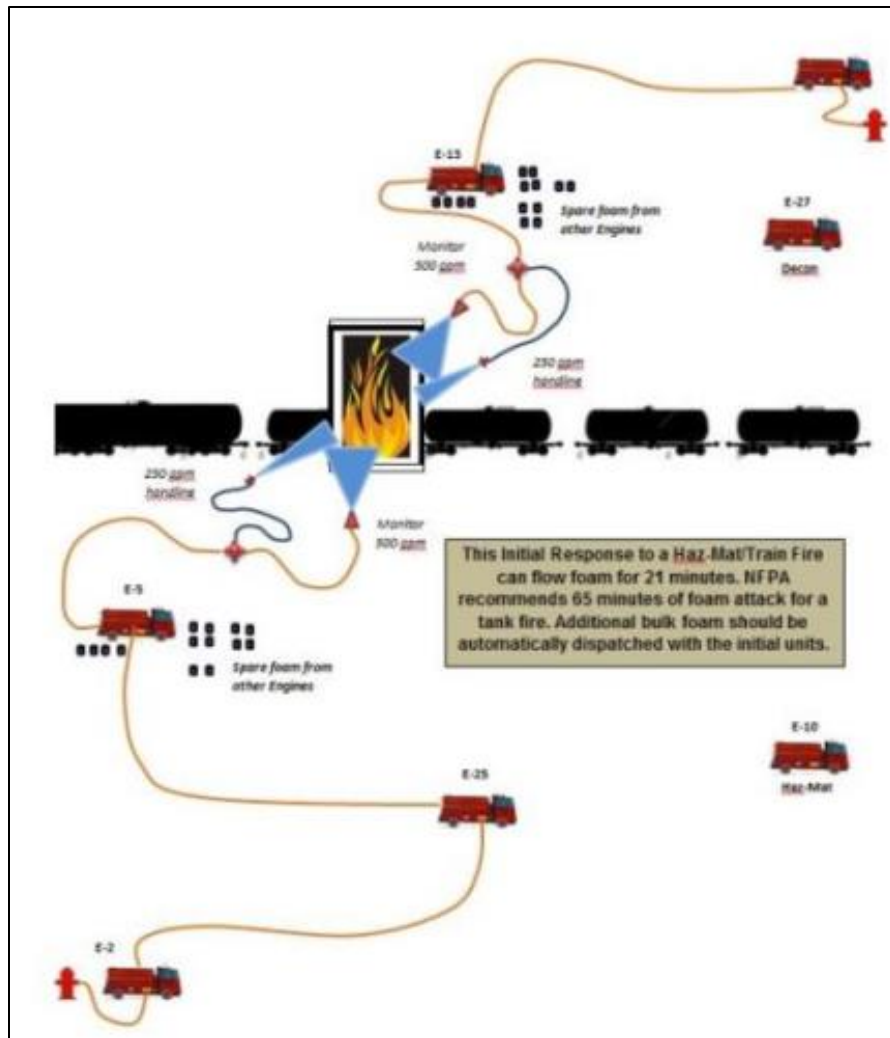 E-13
Spare foam from
other Engines
E-27
Decon
Monitor
500 gpm
250 gpm
handline
250 gpm
handline
Monitor
500 gpm
This Initial Response to a Haz-Mat/Train Fire
can flow foam for 21 minutes. NFPA
recommends 65 minutes of foam attack for a
tank fire. Additional bulk foam should be
automatically dispatched with the initial units.
E-5
Spare foam from
other Engines
E-10
Haz-Mat
E-25
E-2